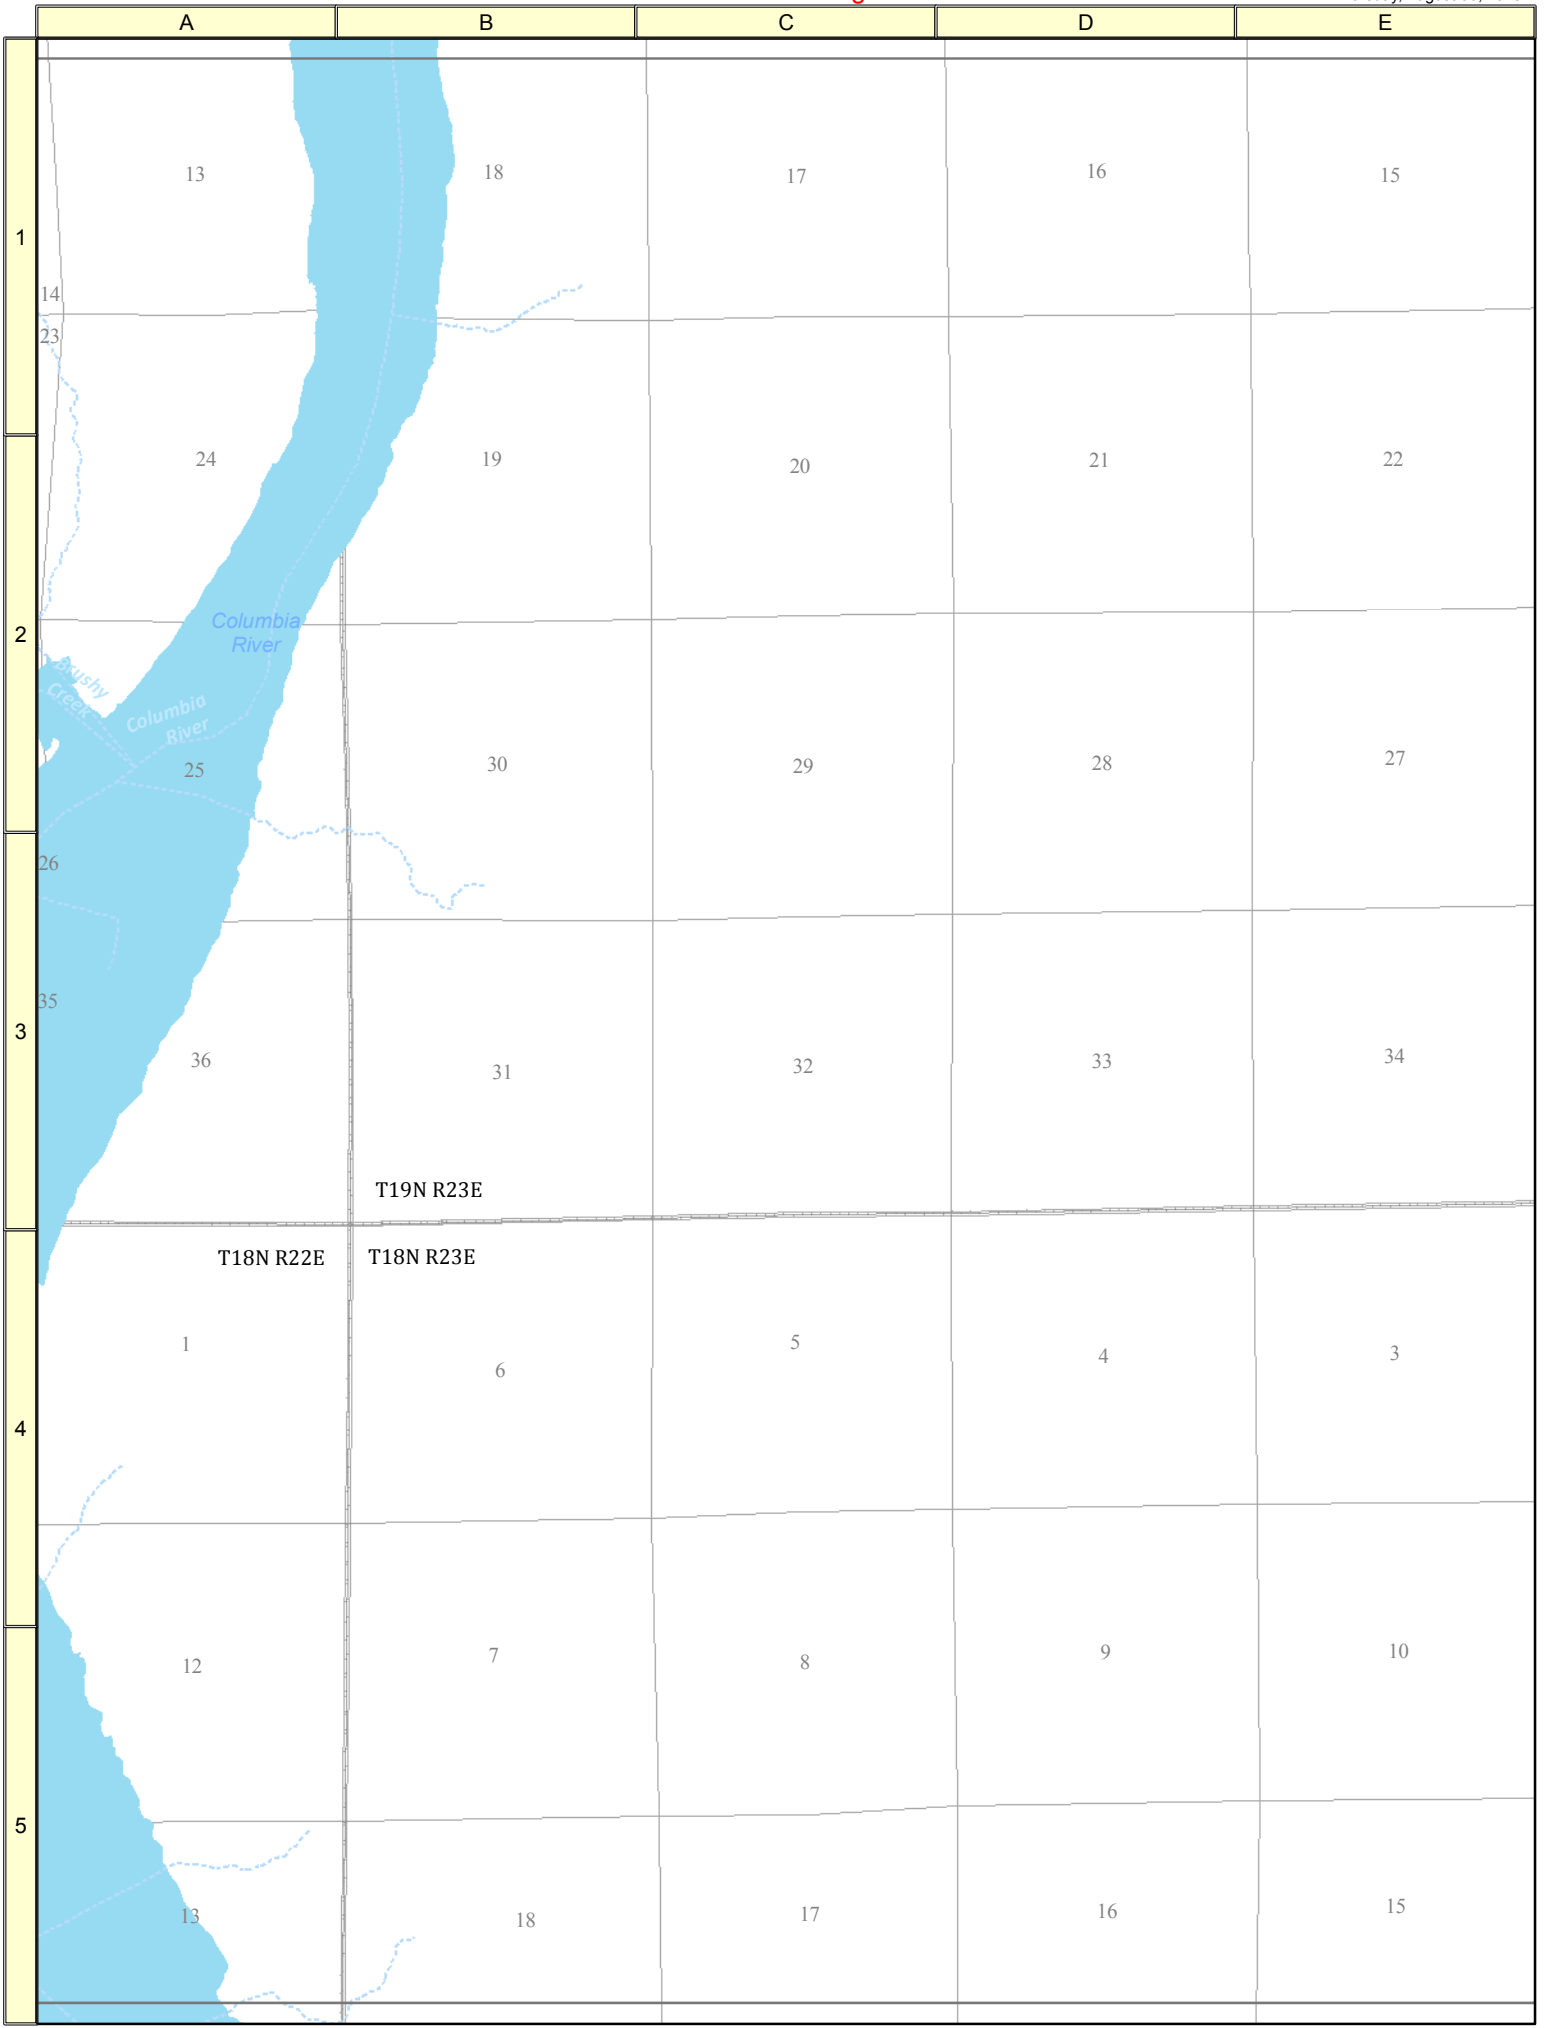 A B C D E
1
13 18 17 16 15
14
23
24 19 20 21 22
2
Columbia
River
Brushy
Creek
Columbia
River
25 30 29 28 27
26
35
3
36 31 32 33 34
T19N R23E
T18N R22E T18N R23E
1 6 5 4 3
4
12 7 8 9 10
5
13 18 17 16 15